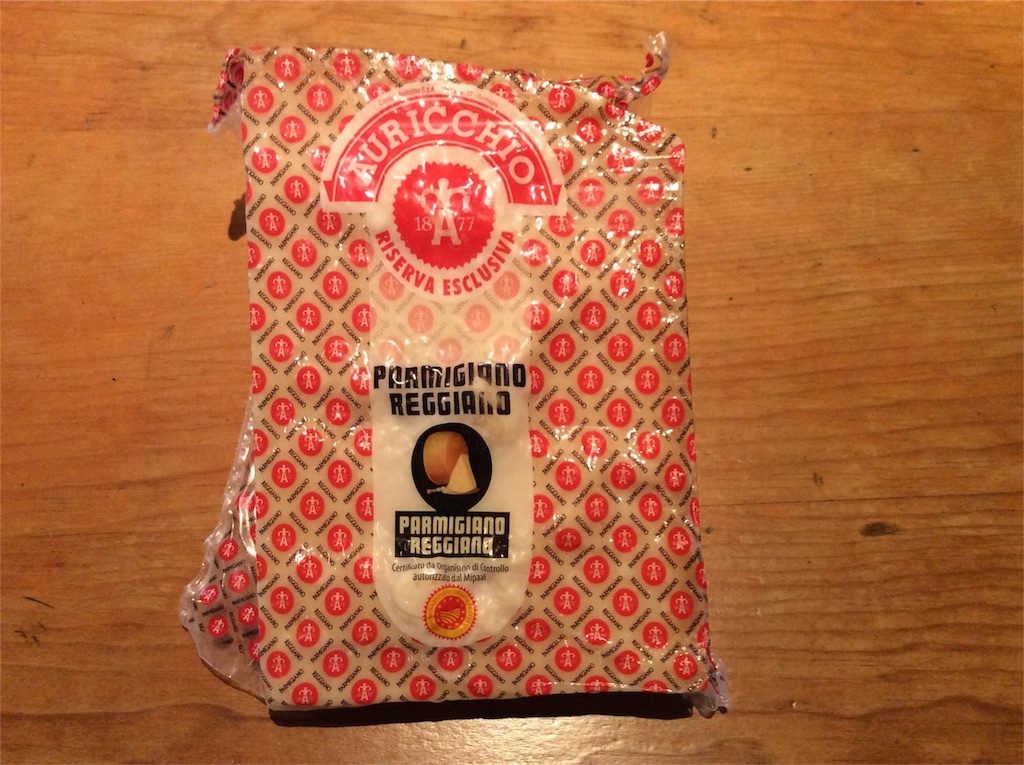 AURICCHIO
18 77
RISERVA ESCLUSIVA
PARMIGIANO
REGGIANO
PARMIGIANO
REGGIANO
Certificato da Organismo di Controllo
autorizzato dal Mipaaf